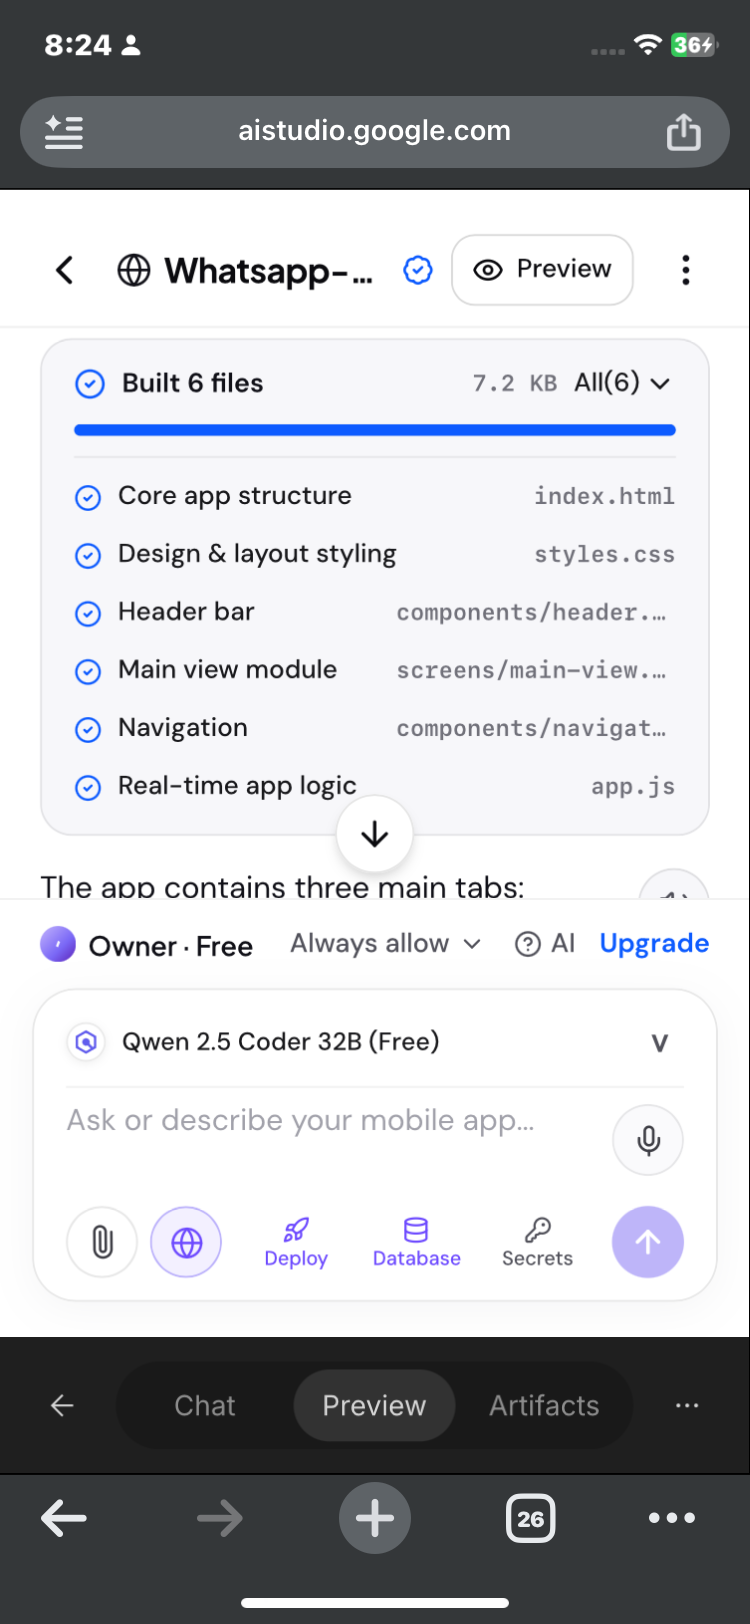 8:24
36
aistudio.google.com
Whatsapp-...
Preview
Built 6 files 7.2 KB All(6)
Core app structure index.html
Design & layout styling styles.css
Header bar components/header.…
Main view module screens/main-view.…
Navigation components/navigat…
Real-time app logic app.js
The app contains three main tabs:
Owner · Free Always allow ? AI Upgrade
Qwen 2.5 Coder 32B (Free) V
Ask or describe your mobile app...
Deploy Database Secrets
Chat Preview Artifacts
26